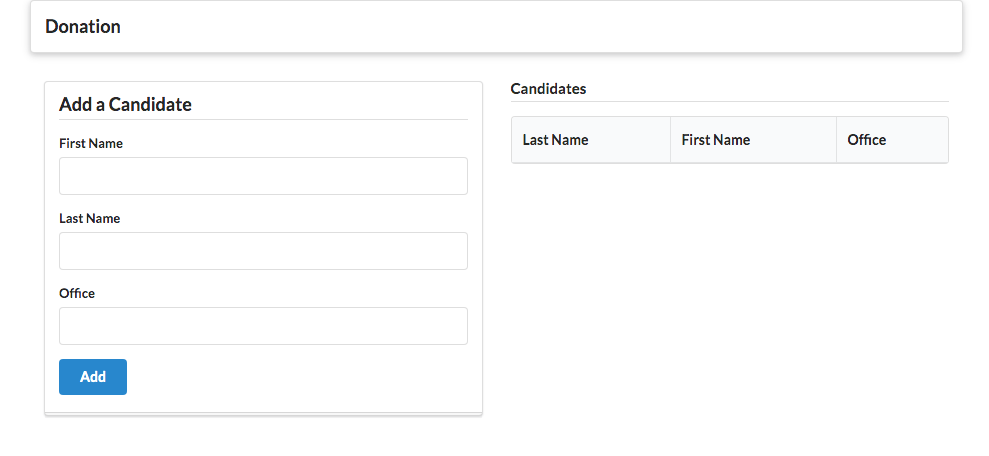 Donation
Add a Candidate
First Name
Last Name
Office
Add
Candidates
Last Name First Name Office